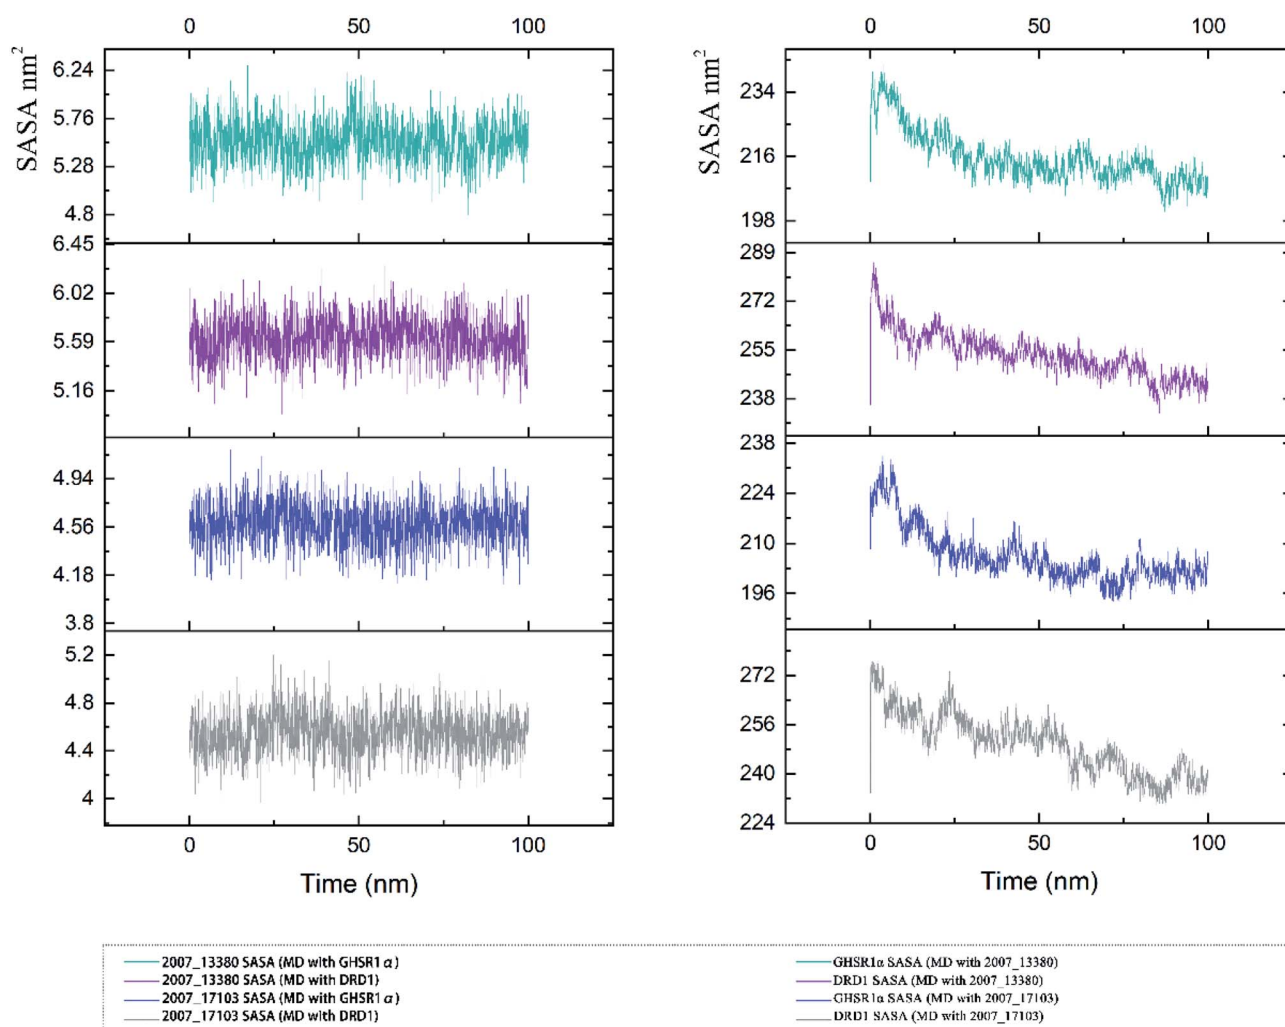 0 50 100
0 50 100
SASA nm²
6.24
5.76
5.28
4.8
6.45
6.02
5.59
5.16
4.94
4.56
4.18
3.8
5.2
4.8
4.4
4
0 50 100
Time (nm)
SASA nm²
234
216
198
289
272
255
238
238
224
210
196
272
256
240
224
0 50 100
Time (nm)
2007_13380 SASA (MD with GHSR1α)
2007_13380 SASA (MD with DRD1)
2007_17103 SASA (MD with GHSR1α)
2007_17103 SASA (MD with DRD1)
GHSR1α SASA (MD with 2007_13380)
DRD1 SASA (MD with 2007_13380)
GHSR1α SASA (MD with 2007_17103)
DRD1 SASA (MD with 2007_17103)